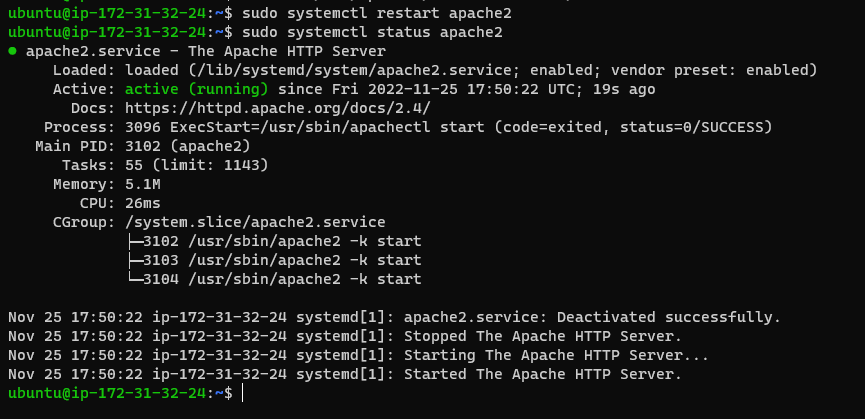 ubuntu@ip-172-31-32-24:~$ sudo systemctl restart apache2
ubuntu@ip-172-31-32-24:~$ sudo systemctl status apache2
● apache2.service - The Apache HTTP Server
     Loaded: loaded (/lib/systemd/system/apache2.service; enabled; vendor preset: enabled)
     Active: active (running) since Fri 2022-11-25 17:50:22 UTC; 19s ago
       Docs: https://httpd.apache.org/docs/2.4/
    Process: 3096 ExecStart=/usr/sbin/apachectl start (code=exited, status=0/SUCCESS)
   Main PID: 3102 (apache2)
      Tasks: 55 (limit: 1143)
     Memory: 5.1M
        CPU: 26ms
     CGroup: /system.slice/apache2.service
             ├─3102 /usr/sbin/apache2 -k start
             ├─3103 /usr/sbin/apache2 -k start
             └─3104 /usr/sbin/apache2 -k start

Nov 25 17:50:22 ip-172-31-32-24 systemd[1]: apache2.service: Deactivated successfully.
Nov 25 17:50:22 ip-172-31-32-24 systemd[1]: Stopped The Apache HTTP Server.
Nov 25 17:50:22 ip-172-31-32-24 systemd[1]: Starting The Apache HTTP Server...
Nov 25 17:50:22 ip-172-31-32-24 systemd[1]: Started The Apache HTTP Server.
ubuntu@ip-172-31-32-24:~$